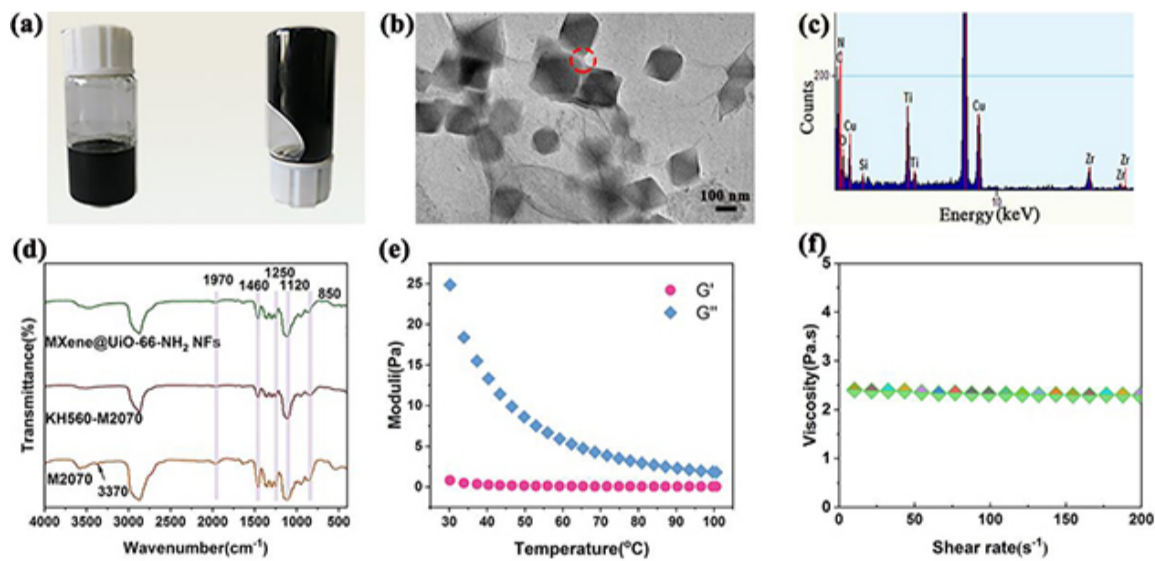 (a)
(b)
100 nm
(c)
Counts
200
N
C
O
Cu
Si
Ti
Ti
Cu
Zr
Zr
Zr
10
Energy (keV)
(d)
Transmittance(%)
1970
1460
1250
1120
850
MXene@UiO-66-NH₂ NFs
KH560-M2070
M2070
3370
4000 3000 2000 1000 500
Wavenumber(cm⁻¹)
(e)
Moduli(Pa)
25
20
15
10
5
0
G'
G''
30 40 50 60 70 80 90 100
Temperature(°C)
(f)
Viscosity(Pa.s)
5
4
3
2
1
0
0 50 100 150 200
Shear rate(s⁻¹)